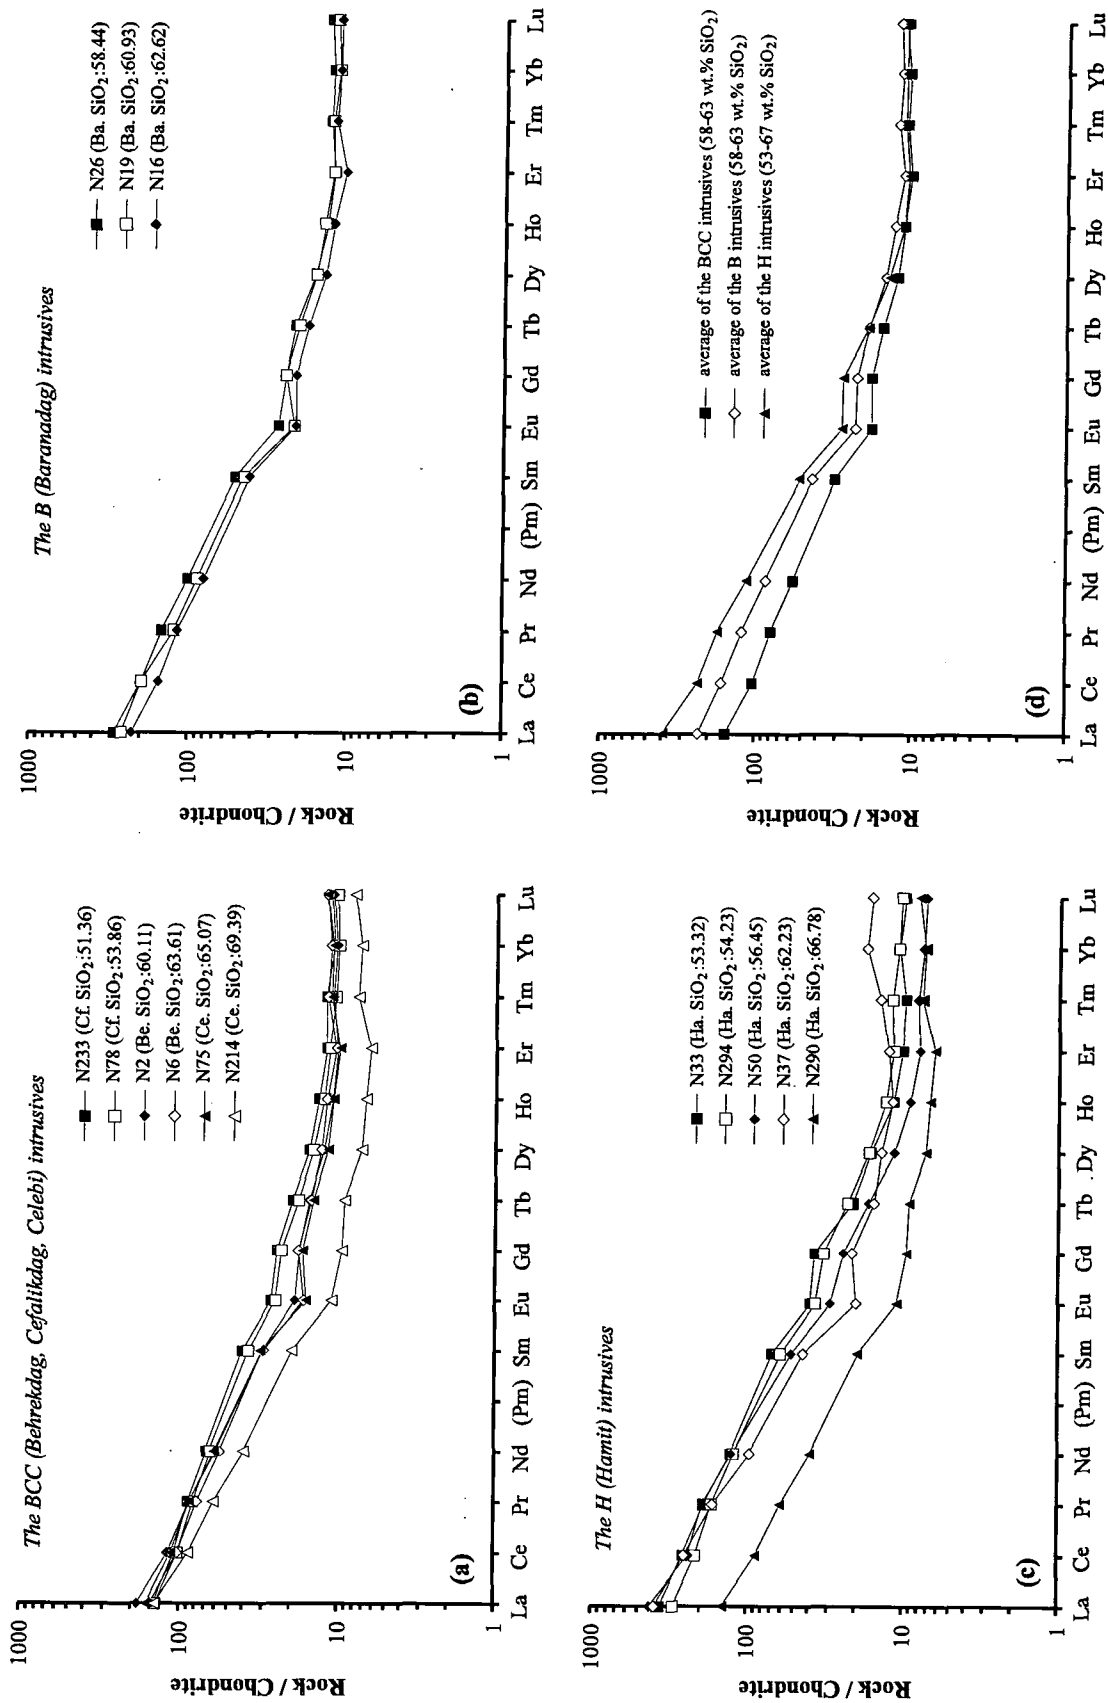 The BCC (Behrekdag, Cefalikdag, Celebi) intrusives
1000
100
10
1
Rock / Chondrite
N233 (Cf. SiO2:51.36)
N78 (Cf. SiO2:53.86)
N2 (Be. SiO2:60.11)
N6 (Be. SiO2:63.61)
N75 (Ce. SiO2:65.07)
N214 (Ce. SiO2:69.39)
(a)
La Ce Pr Nd (Pm) Sm Eu Gd Tb Dy Ho Er Tm Yb Lu
The B (Baranadag) intrusives
1000
100
10
1
Rock / Chondrite
N26 (Ba. SiO2:58.44)
N19 (Ba. SiO2:60.93)
N16 (Ba. SiO2:62.62)
(b)
La Ce Pr Nd (Pm) Sm Eu Gd Tb Dy Ho Er Tm Yb Lu
The H (Hamit) intrusives
1000
100
10
1
Rock / Chondrite
N33 (Ha. SiO2:53.32)
N294 (Ha. SiO2:54.23)
N50 (Ha. SiO2:56.45)
N37 (Ha. SiO2:62.23)
N290 (Ha. SiO2:66.78)
(c)
La Ce Pr Nd (Pm) Sm Eu Gd Tb Dy Ho Er Tm Yb Lu
1000
100
10
1
Rock / Chondrite
average of the BCC intrusives (58-63 wt.% SiO2)
average of the B intrusives (58-63 wt.% SiO2)
average of the H intrusives (53-67 wt.% SiO2)
(d)
La Ce Pr Nd (Pm) Sm Eu Gd Tb Dy Ho Er Tm Yb Lu